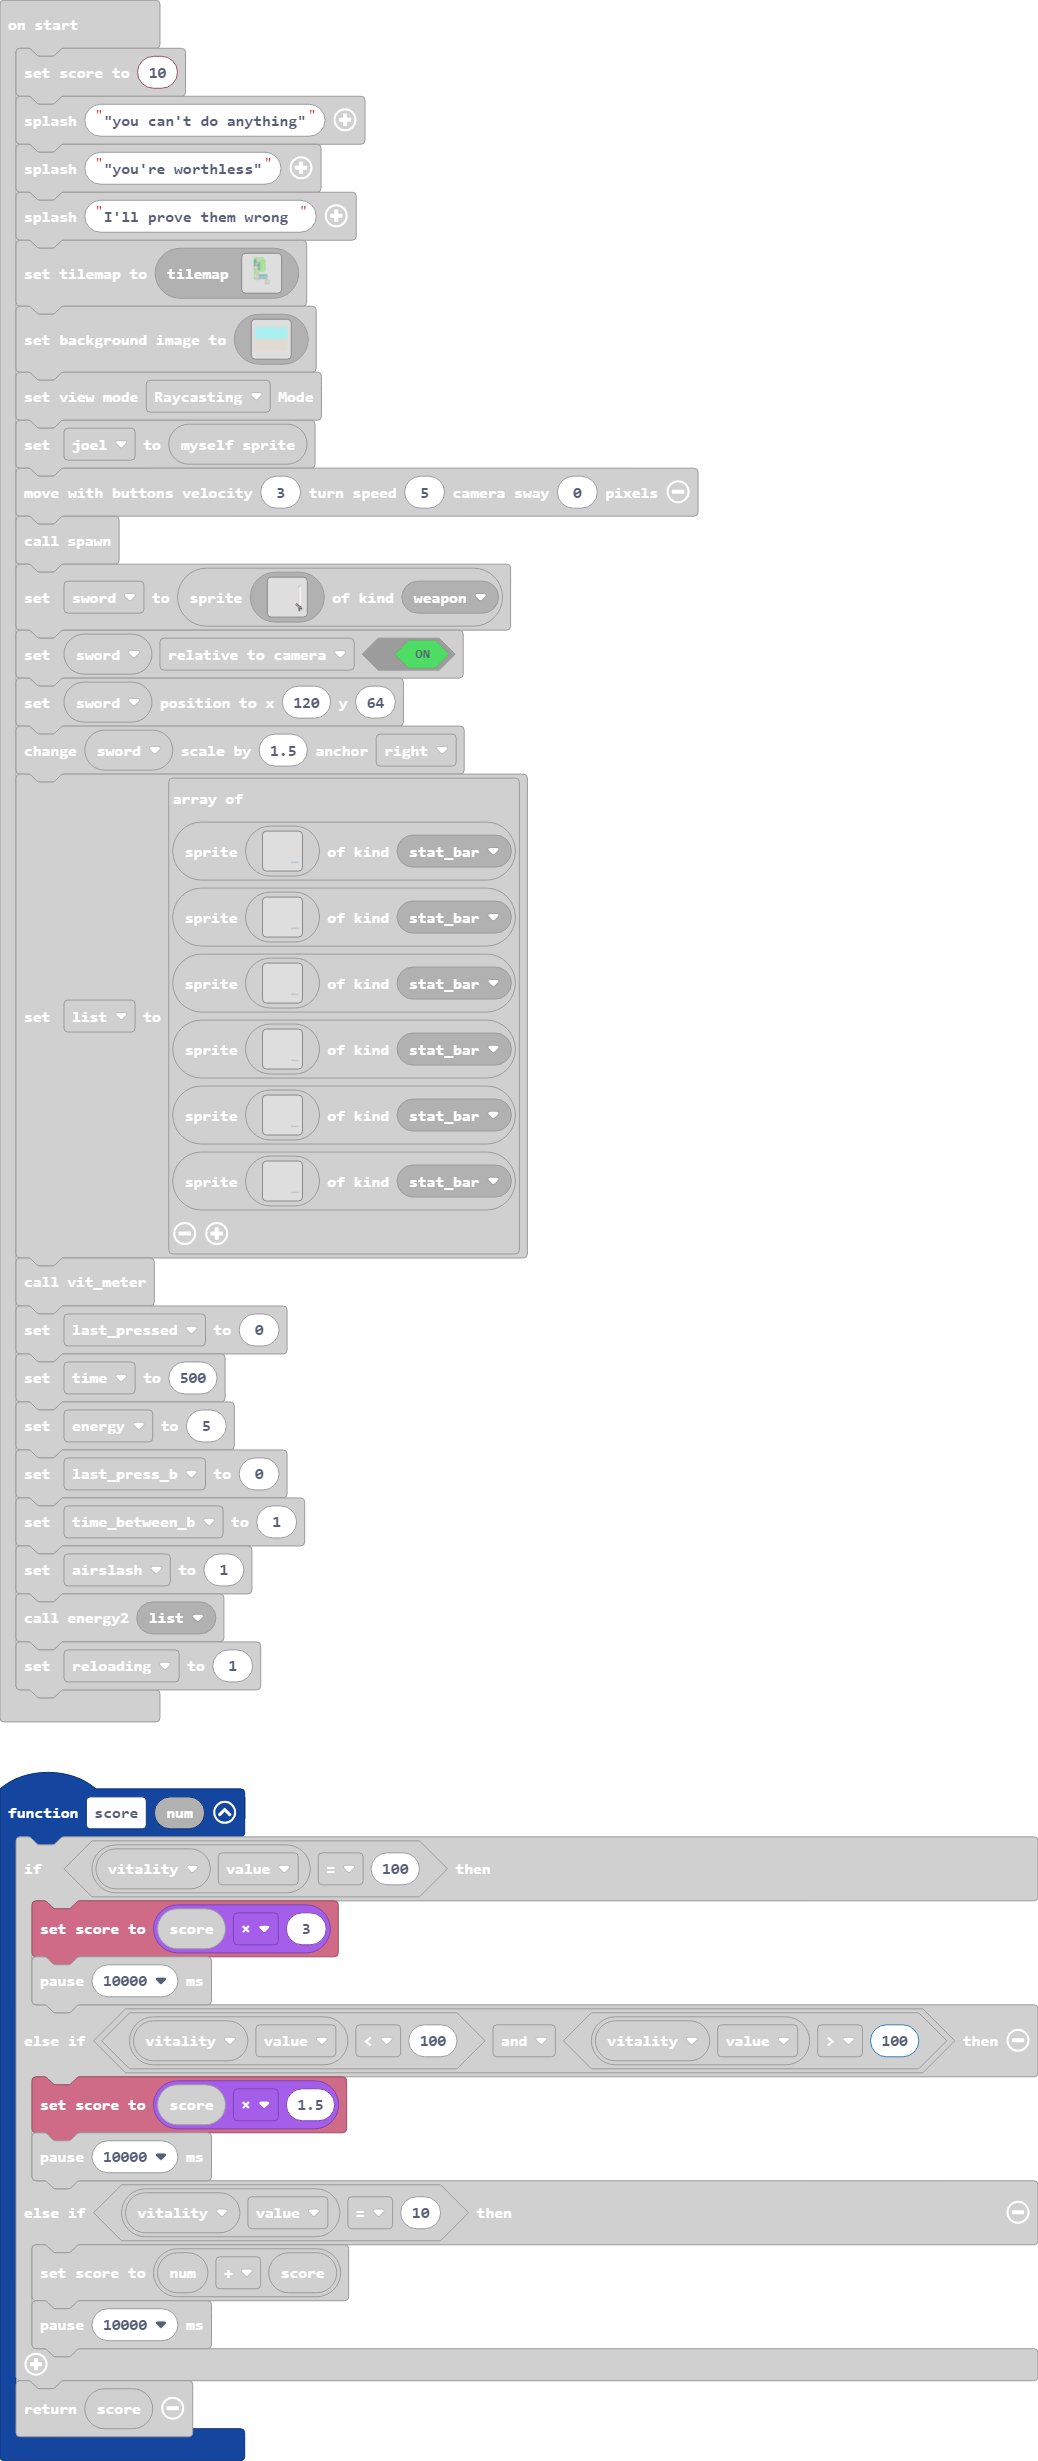 on start
set score to 10
splash ""you can't do anything""
splash ""you're worthless""
splash "I'll prove them wrong "
set tilemap to tilemap
set background image to
set view mode Raycasting Mode
set joel to myself sprite
move with buttons velocity 3 turn speed 5 camera sway 0 pixels
call spawn
set sword to sprite of kind weapon
set sword relative to camera ON
set sword position to x 120 y 64
change sword scale by 1.5 anchor right
array of
sprite of kind stat_bar
sprite of kind stat_bar
sprite of kind stat_bar
set list to
sprite of kind stat_bar
sprite of kind stat_bar
sprite of kind stat_bar
call vit_meter
set last_pressed to 0
set time to 500
set energy to 5
set last_press_b to 0
set time_between_b to 1
set airslash to 1
call energy2 list
set reloading to 1
function score num
if vitality value = 100 then
set score to score × 3
pause 10000 ms
else if vitality value < 100 and vitality value > 100 then
set score to score × 1.5
pause 10000 ms
else if vitality value = 10 then
set score to num + score
pause 10000 ms
return score